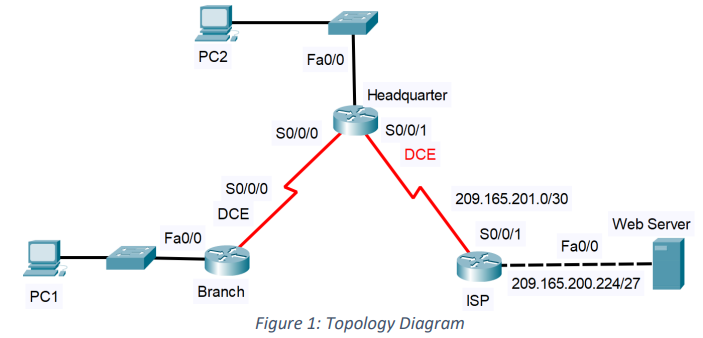 PC2
Fa0/0
Headquarter
S0/0/0
S0/0/1
DCE
S0/0/0
DCE
209.165.201.0/30
Fa0/0
S0/0/1
Web Server
Fa0/0
PC1
Branch
ISP
209.165.200.224/27
Figure 1: Topology Diagram